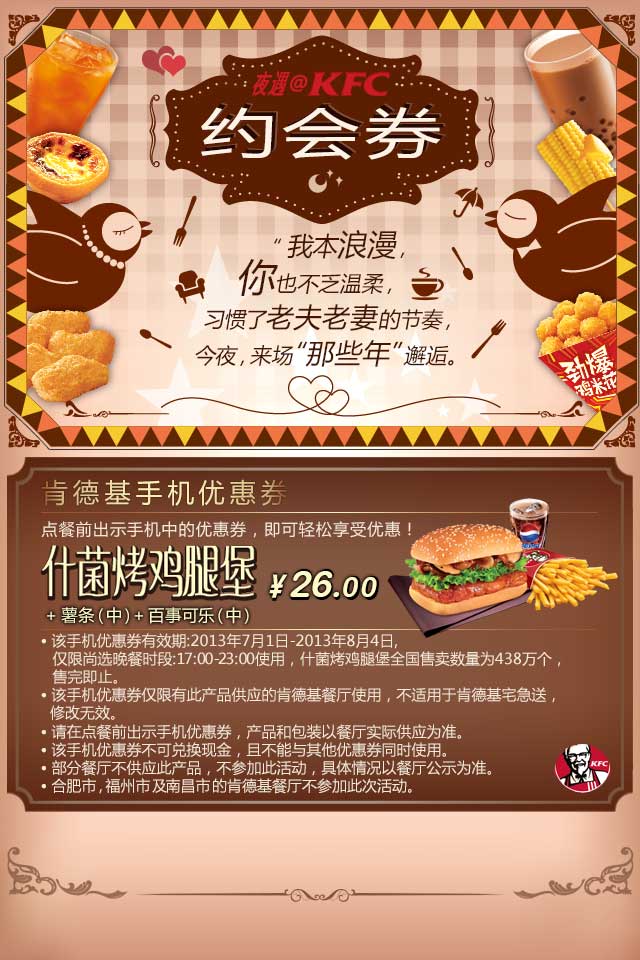 夜遇@KFC
约会券
“我本浪漫，
你也不乏温柔，
习惯了老夫老妻的节奏，
今夜，来场“那些年”邂逅。
劲爆
鸡米花
肯德基手机优惠券
点餐前出示手机中的优惠券，即可轻松享受优惠！
什菌烤鸡腿堡 ¥26.00
+薯条(中)+百事可乐(中)
• 该手机优惠券有效期:2013年7月1日-2013年8月4日,
仅限尚选晚餐时段:17:00-23:00使用，什菌烤鸡腿堡全国售卖数量为438万个，
售完即止。
• 该手机优惠券仅限有此产品供应的肯德基餐厅使用，不适用于肯德基宅急送，
修改无效。
• 请在点餐前出示手机优惠券，产品和包装以餐厅实际供应为准。
• 该手机优惠券不可兑换现金，且不能与其他优惠券同时使用。
• 部分餐厅不供应此产品，不参加此活动，具体情况以餐厅公示为准。
• 合肥市，福州市及南昌市的肯德基餐厅不参加此次活动。
KFC